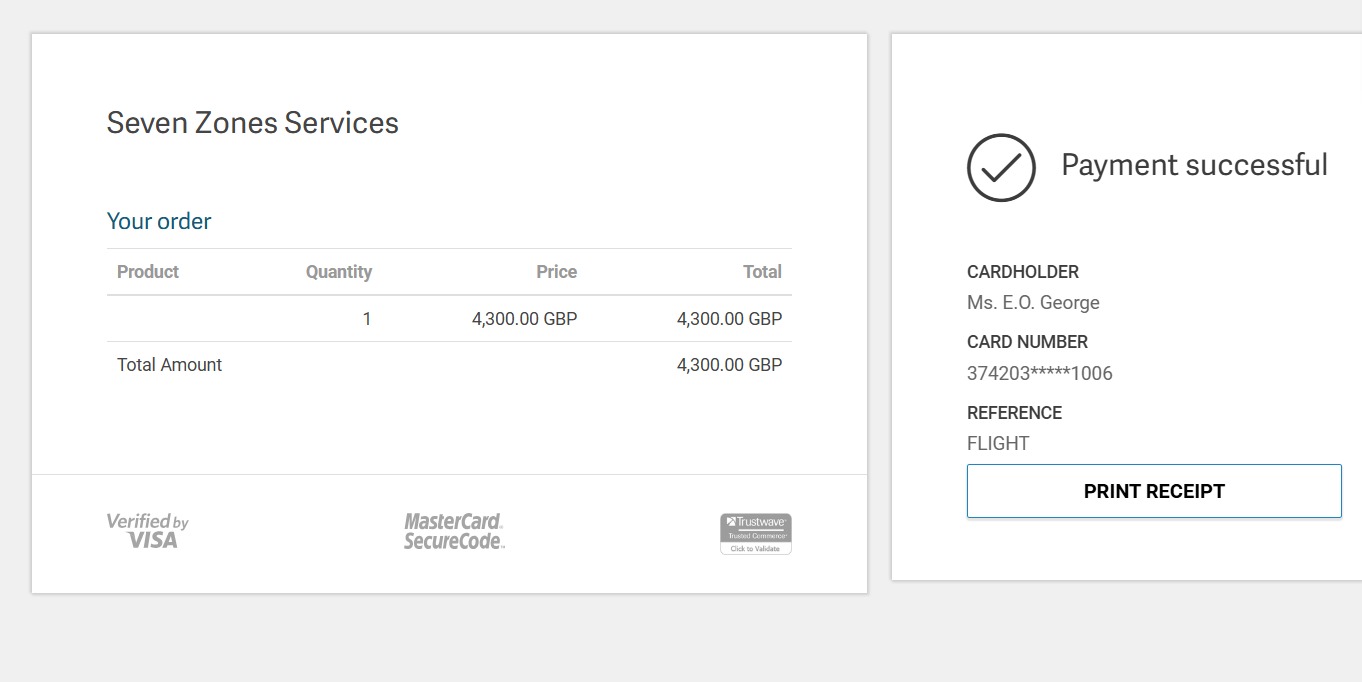 Seven Zones Services
Your order
Product Quantity Price Total
1 4,300.00 GBP 4,300.00 GBP
Total Amount 4,300.00 GBP
Verified by
VISA
MasterCard.
SecureCode™
Trustwave®
Trusted Commerce™
Click to Validate
Payment successful
CARDHOLDER
Ms. E.O. George
CARD NUMBER
374203*****1006
REFERENCE
FLIGHT
PRINT RECEIPT